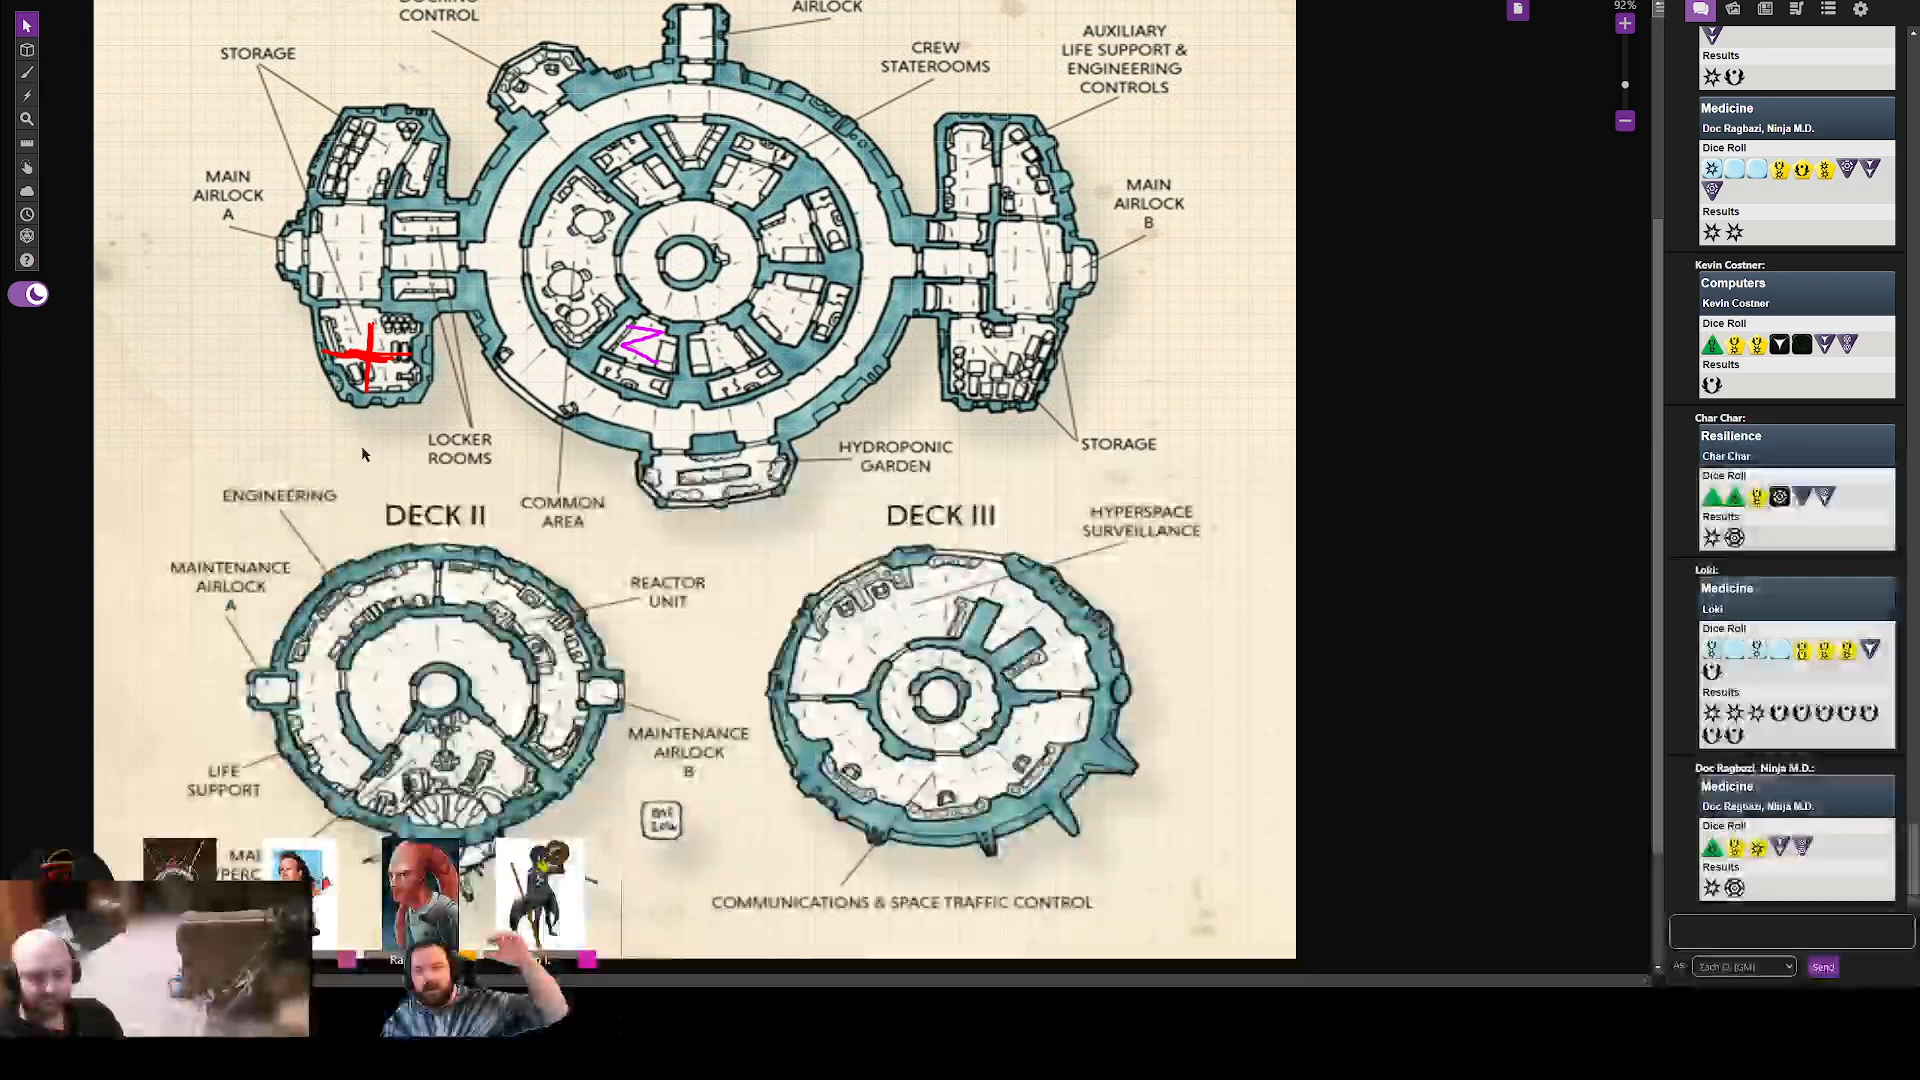 DOCKING
CONTROL
AIRLOCK
STORAGE
CREW
STATEROOMS
AUXILIARY
LIFE SUPPORT &
ENGINEERING
CONTROLS
MAIN
AIRLOCK
A
MAIN
AIRLOCK
B
LOCKER
ROOMS
HYDROPONIC
GARDEN
STORAGE
COMMON
AREA
ENGINEERING
DECK II
DECK III
HYPERSPACE
SURVEILLANCE
MAINTENANCE
AIRLOCK
A
REACTOR
UNIT
MAINTENANCE
AIRLOCK
B
LIFE
SUPPORT
COMMUNICATIONS & SPACE TRAFFIC CONTROL
92%
Results
Medicine
Doc Ragbazi, Ninja M.D.
Dice Roll
Results
Kevin Costner:
Computers
Kevin Costner
Dice Roll
Results
Char Char:
Resilience
Char Char
Dice Roll
Results
Loki:
Medicine
Loki
Dice Roll
Results
Doc Ragbazi, Ninja M.D.:
Medicine
Doc Ragbazi, Ninja M.D.
Dice Roll
Results
As: Zach D. (GM)
Send